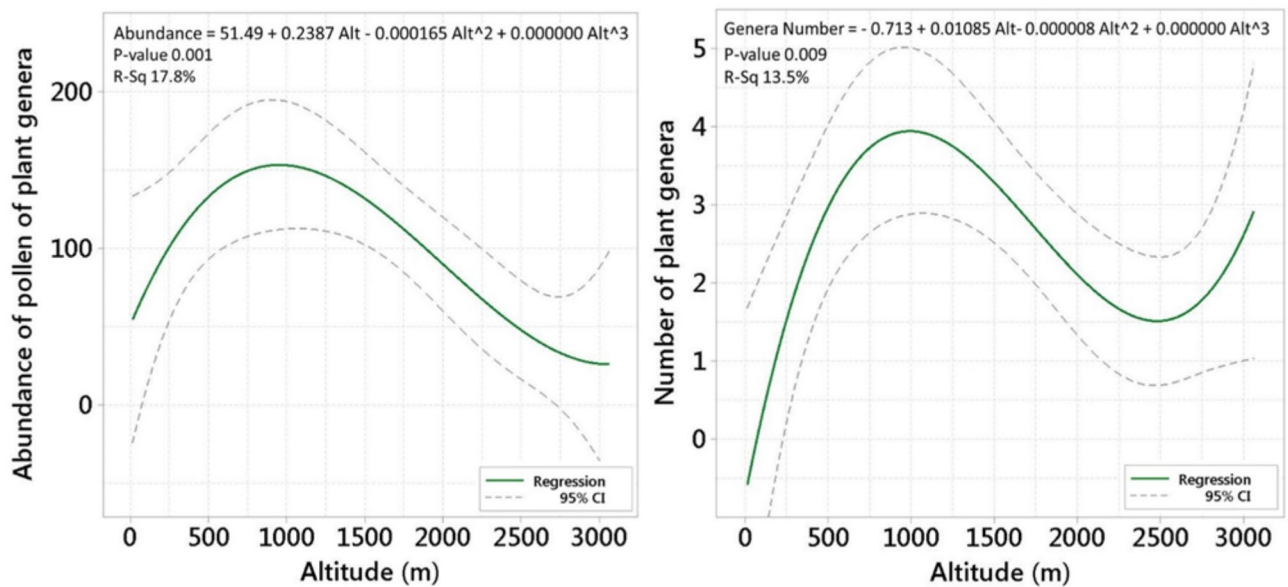 Abundance = 51.49 + 0.2387 Alt - 0.000165 Alt^2 + 0.000000 Alt^3
P-value 0.001
R-Sq 17.8%
Abundance of pollen of plant genera
200
100
0
Regression
95% CI
0 500 1000 1500 2000 2500 3000
Altitude (m)
Genera Number = - 0.713 + 0.01085 Alt- 0.000008 Alt^2 + 0.000000 Alt^3
P-value 0.009
R-Sq 13.5%
Number of plant genera
5
4
3
2
1
0
Regression
95% CI
0 500 1000 1500 2000 2500 3000
Altitude (m)